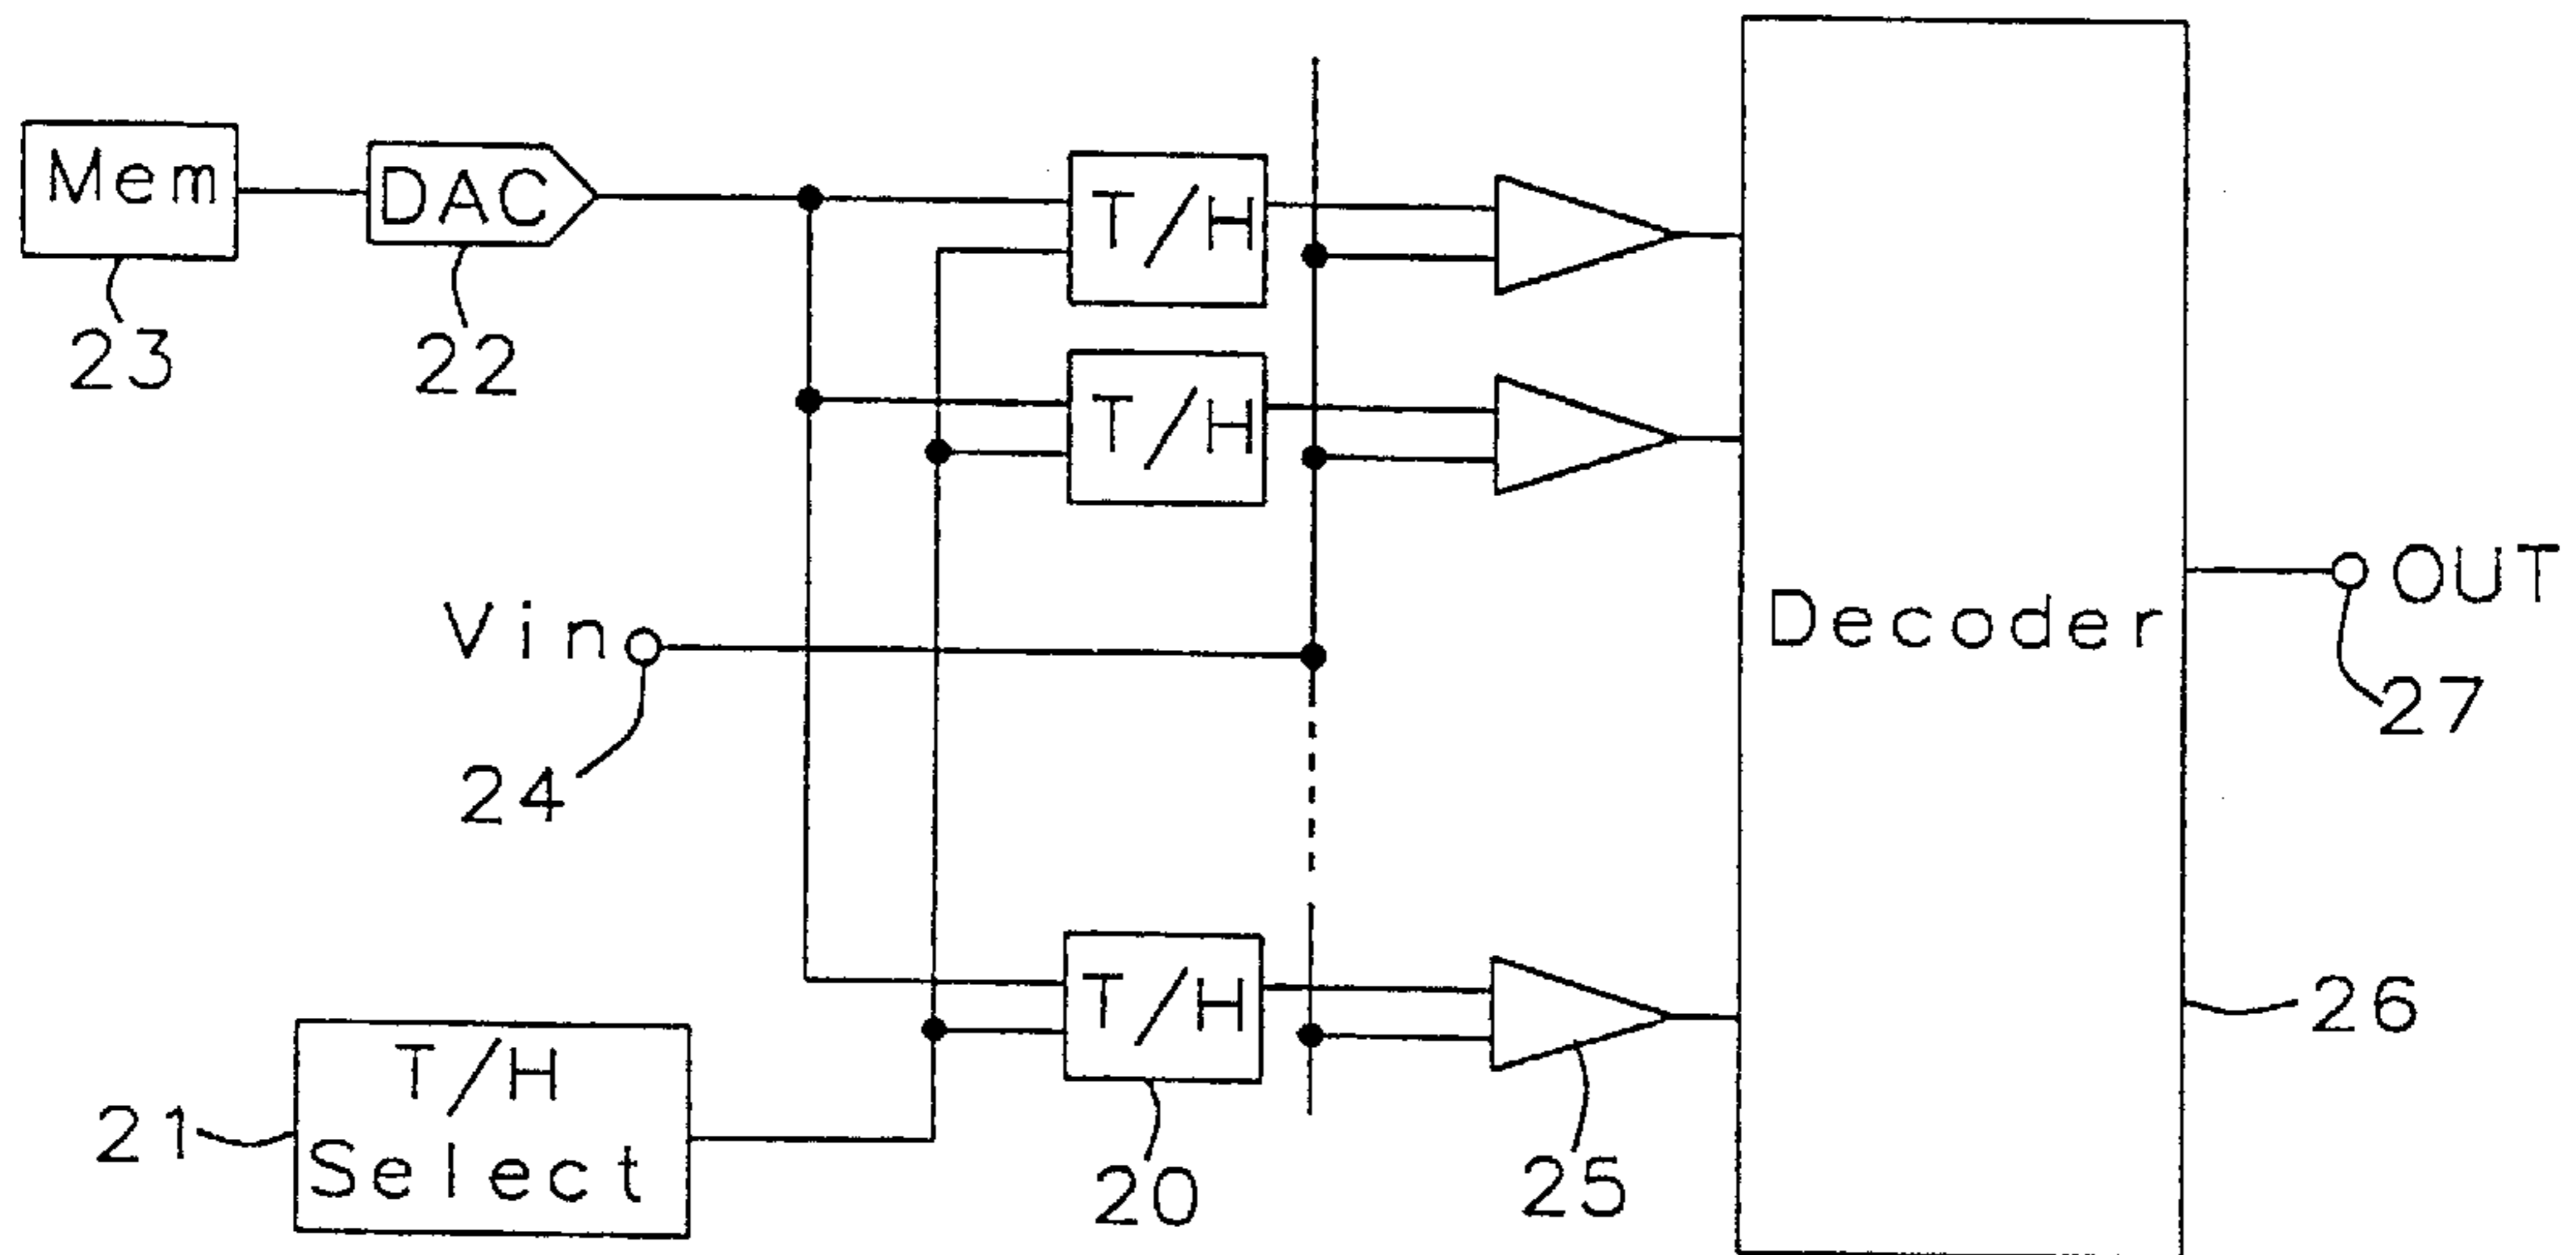 Mem
DAC
23
22
T/H
T/H
Vin
24
Decoder
OUT
27
T/H
20
T/H
Select
21
25
26